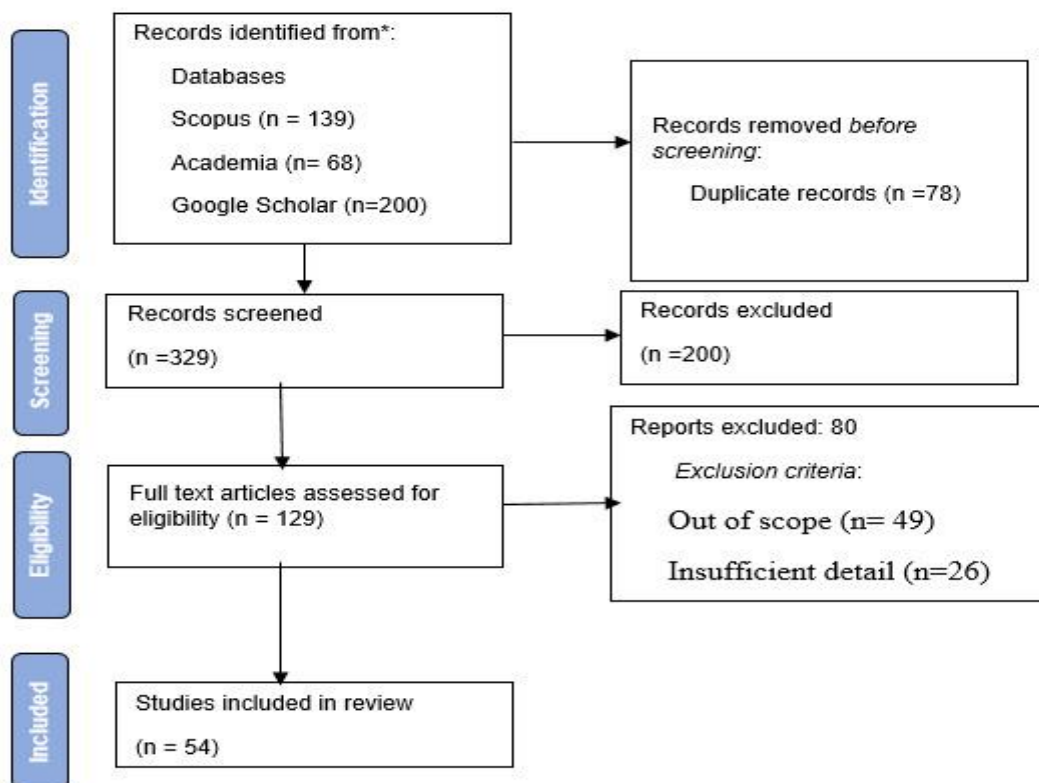 Identification
Records identified from*:
Databases
Scopus (n = 139)
Academia (n= 68)
Google Scholar (n=200)
Records removed before
screening:
Duplicate records (n =78)
Screening
Records screened
(n =329)
Records excluded
(n =200)
Eligibility
Full text articles assessed for
eligibility (n = 129)
Reports excluded: 80
Exclusion criteria:
Out of scope (n= 49)
Insufficient detail (n=26)
Included
Studies included in review
(n = 54)